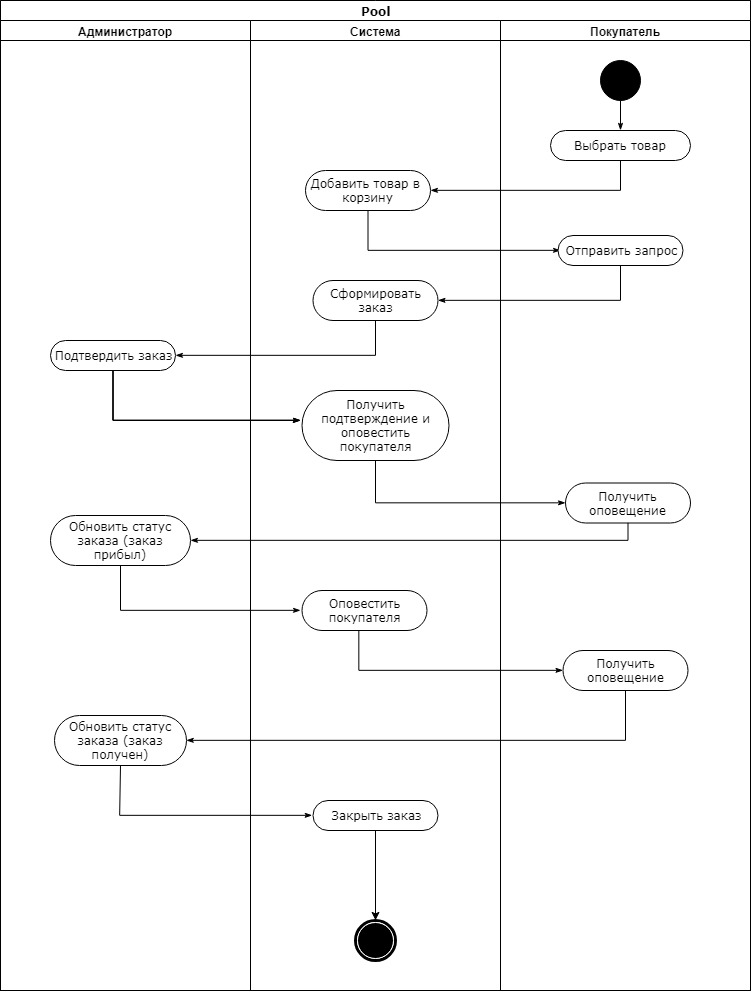 Pool
Администратор
Система
Покупатель
Выбрать товар
Добавить товар в
корзину
Отправить запрос
Сформировать
заказ
Подтвердить заказ
Получить
подтверждение и
оповестить
покупателя
Получить
оповещение
Обновить статус
заказа (заказ
прибыл)
Оповестить
покупателя
Получить
оповещение
Обновить статус
заказа (заказ
получен)
Закрыть заказ